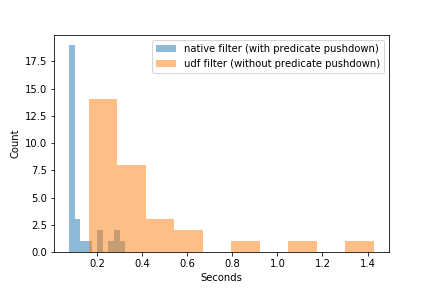 native filter (with predicate pushdown)
udf filter (without predicate pushdown)
17.5
15.0
12.5
10.0
7.5
5.0
2.5
0.0
Count
0.2 0.4 0.6 0.8 1.0 1.2 1.4
Seconds